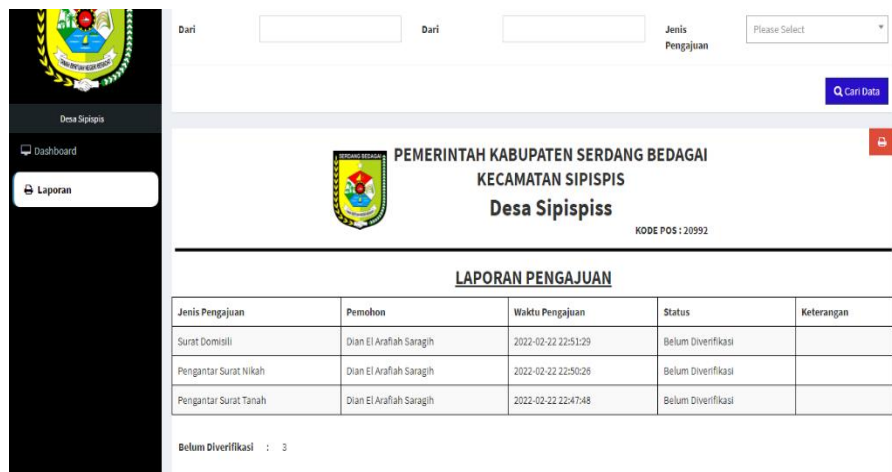 Dari
Dari
Jenis Pengajuan
Please Select
Cari Data
Desa Sipispis
Dashboard
Laporan
SERDANG BEDAGAI
PEMERINTAH KABUPATEN SERDANG BEDAGAI
KECAMATAN SIPISPIS
Desa Sipispiss
KODE POS : 20992
LAPORAN PENGAJUAN
Jenis Pengajuan Pemohon Waktu Pengajuan Status Keterangan
Surat Domisili Dian El Arafiah Saragih 2022-02-22 22:51:29 Belum Diverifikasi
Pengantar Surat Nikah Dian El Arafiah Saragih 2022-02-22 22:50:26 Belum Diverifikasi
Pengantar Surat Tanah Dian El Arafiah Saragih 2022-02-22 22:47:48 Belum Diverifikasi
Belum Diverifikasi : 3